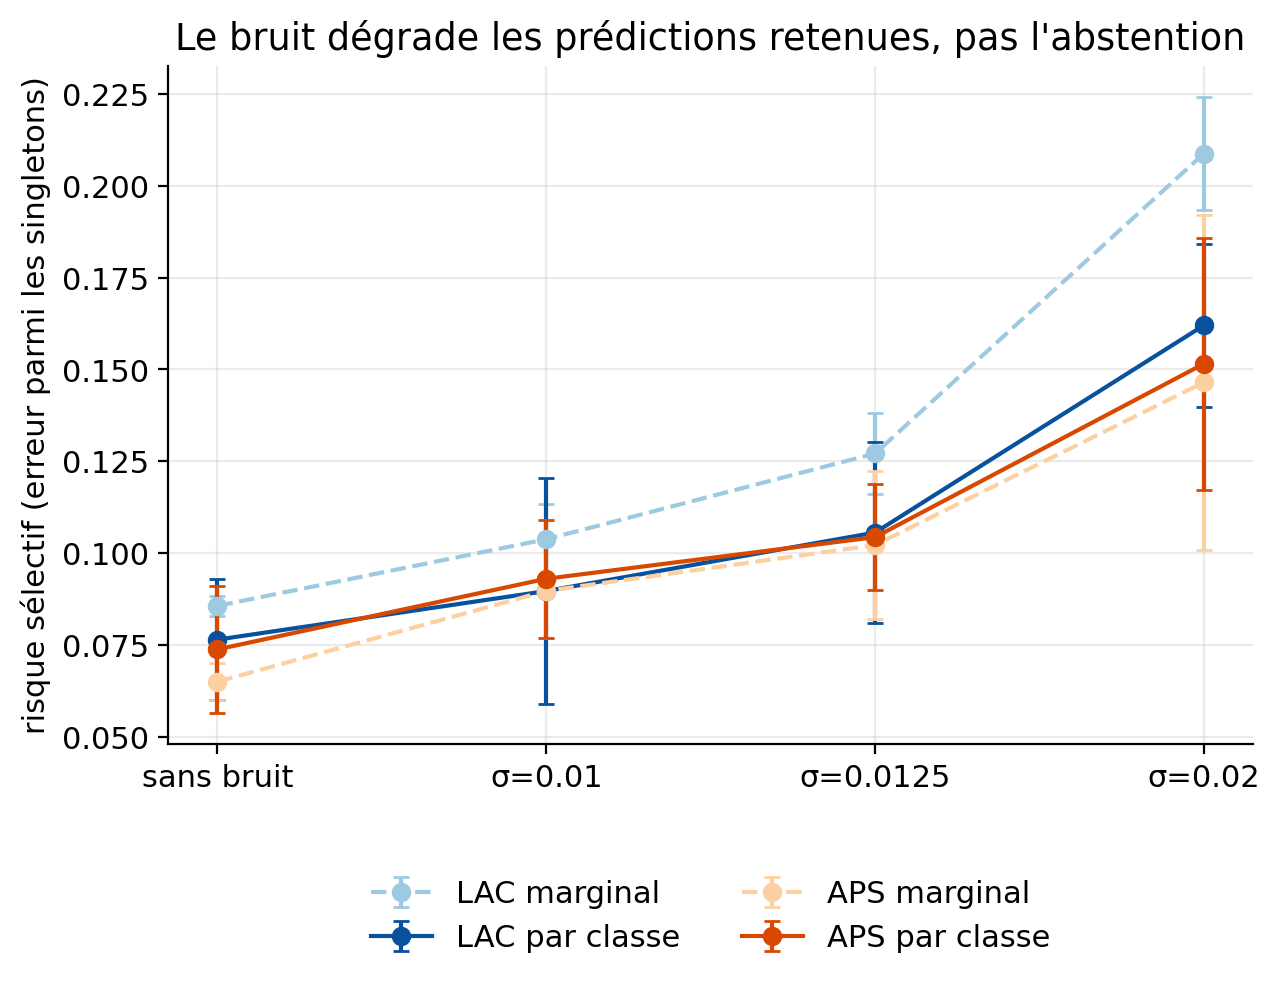 Le bruit dégrade les prédictions retenues, pas l'abstention
risque sélectif (erreur parmi les singletons)
0.225
0.200
0.175
0.150
0.125
0.100
0.075
0.050
sans bruit
σ=0.01
σ=0.0125
σ=0.02
LAC marginal
LAC par classe
APS marginal
APS par classe